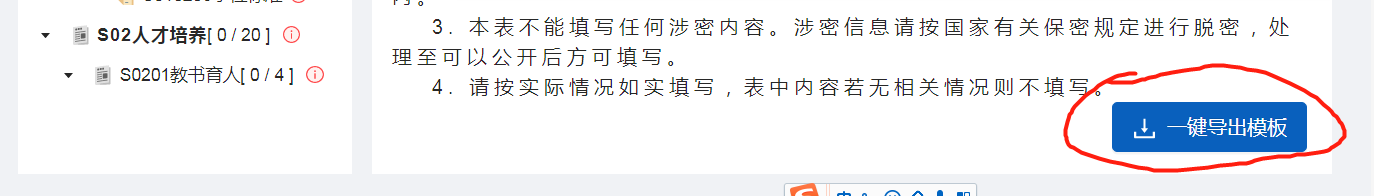 S02人才培养[ 0 / 20 ]
S0201教书育人[ 0 / 4 ]
3．本表不能填写任何涉密内容。涉密信息请按国家有关保密规定进行脱密，处
理至可以公开后方可填写。
4．请按实际情况如实填写，表中内容若无相关情况则不填写。
一键导出模板
中